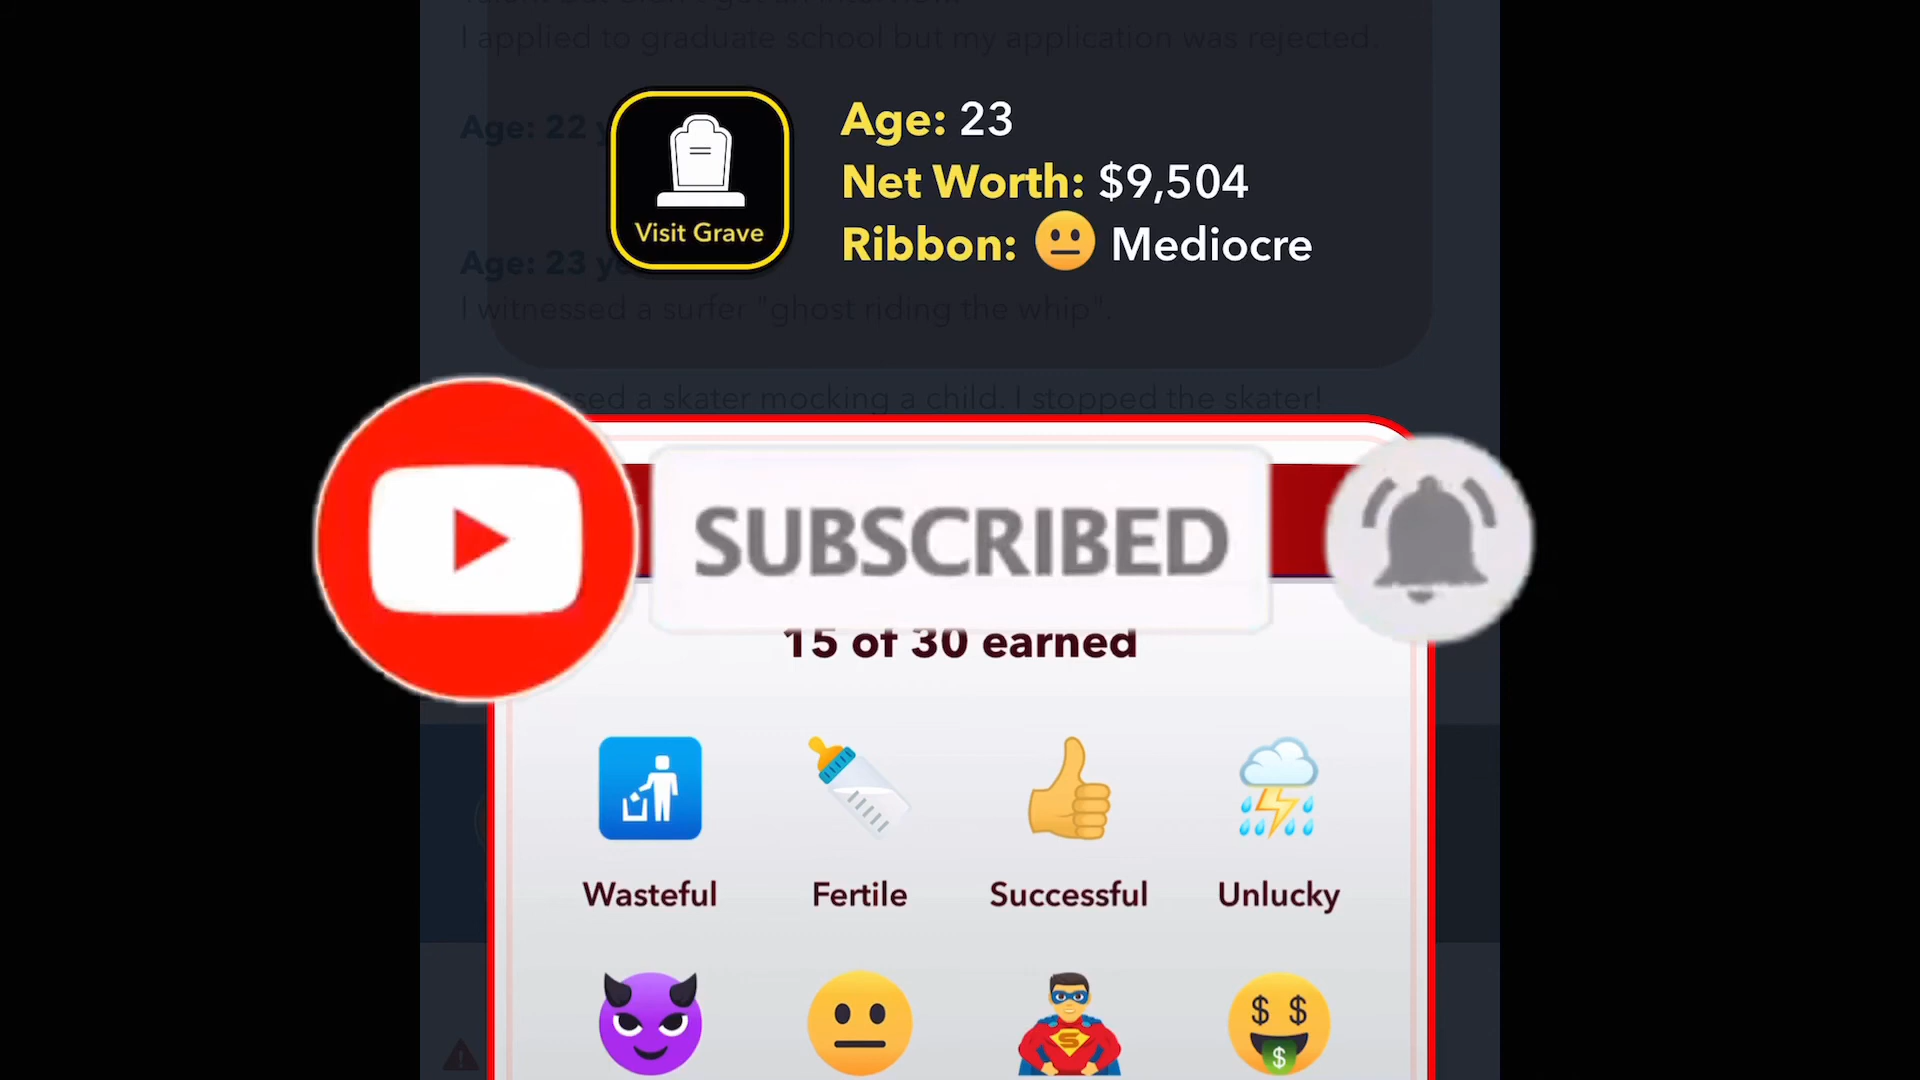 I applied to graduate school but my application was rejected.
Age: 22 y
Age: 23
Net Worth: $9,504
Ribbon: Mediocre
Visit Grave
Age: 23 ye
I witnessed a surfer "ghost riding the whip".
ssed a skater mocking a child. I stopped the skater!
SUBSCRIBED
15 of 30 earned
Wasteful
Fertile
Successful
Unlucky